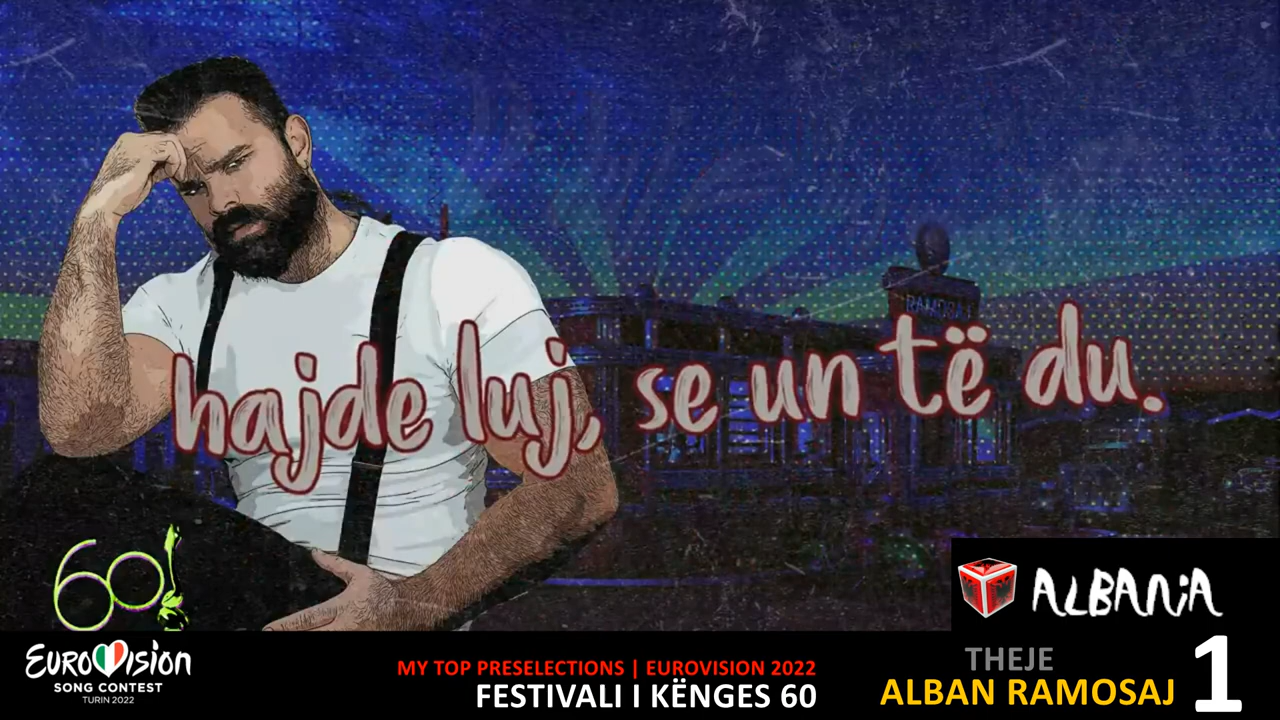 RAMOSAJ
hajde luj, se un të du.
60!
ALBANiA
EUROVISION
SONG CONTEST
TURIN 2022
MY TOP PRESELECTIONS | EUROVISION 2022
FESTIVALI I KËNGES 60
THEJE
ALBAN RAMOSAJ
1